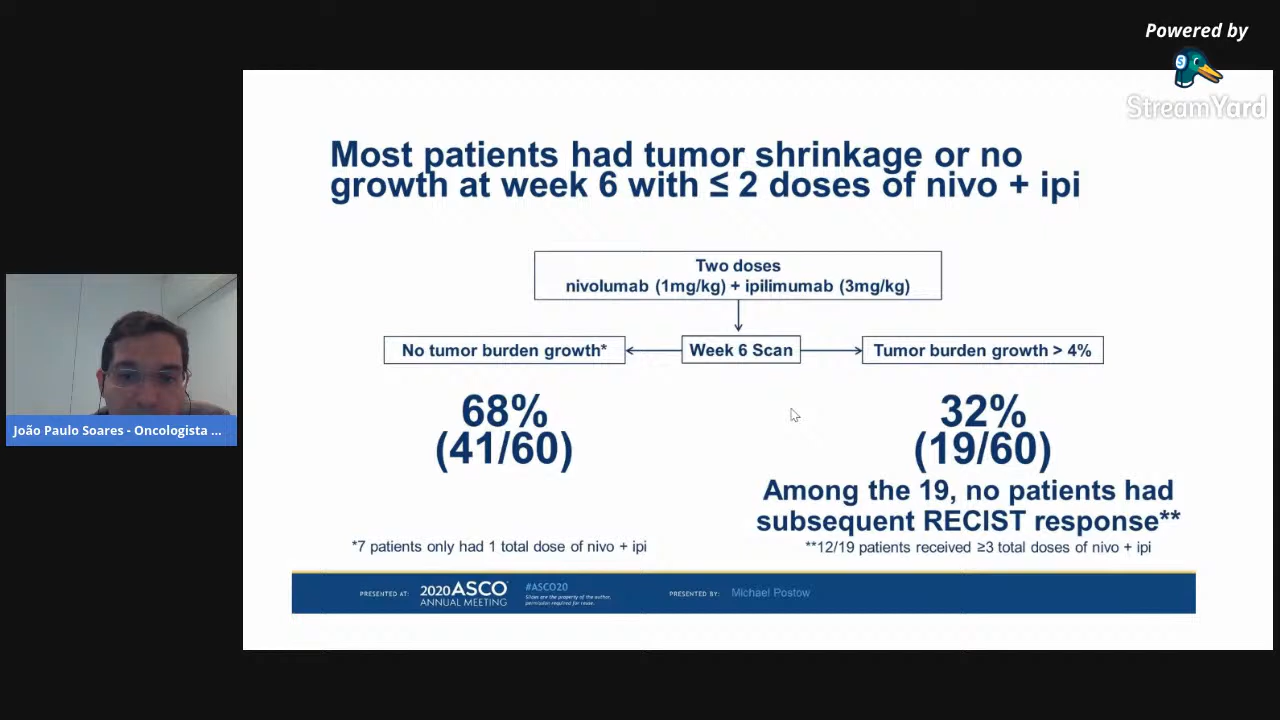 Powered by
StreamYard
Most patients had tumor shrinkage or no
growth at week 6 with ≤ 2 doses of nivo + ipi
Two doses
nivolumab (1mg/kg) + ipilimumab (3mg/kg)
No tumor burden growth*
Week 6 Scan
Tumor burden growth > 4%
68%
(41/60)
32%
(19/60)
Among the 19, no patients had
subsequent RECIST response**
*7 patients only had 1 total dose of nivo + ipi
**12/19 patients received ≥3 total doses of nivo + ipi
João Paulo Soares - Oncologista ...
PRESENTED AT:
2020 ASCO
ANNUAL MEETING
#ASCO20
Slides are the property of the author,
permission required for reuse.
PRESENTED BY:
Michael Postow